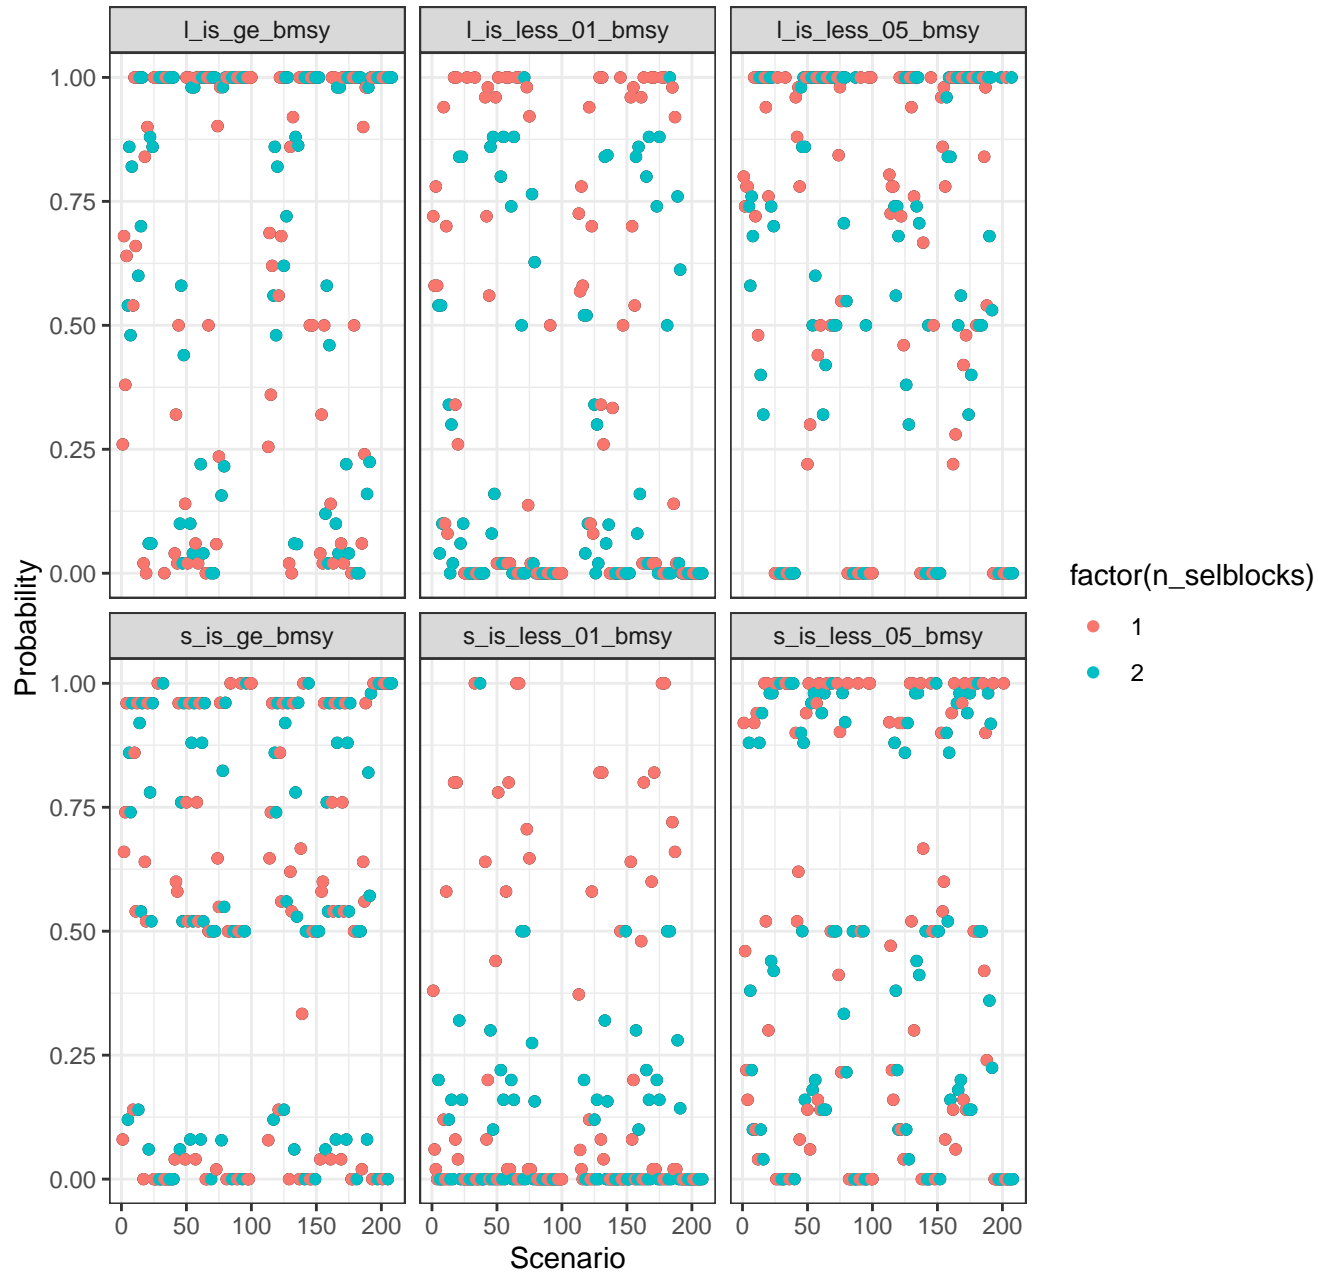 l_is_ge_bmsy
l_is_less_01_bmsy
l_is_less_05_bmsy
1.00
0.75
0.50
0.25
0.00
s_is_ge_bmsy
s_is_less_01_bmsy
s_is_less_05_bmsy
1.00
0.75
0.50
0.25
0.00
0 50 100 150 200
0 50 100 150 200
0 50 100 150 200
Scenario
Probability
factor(n_selblocks)
1
2